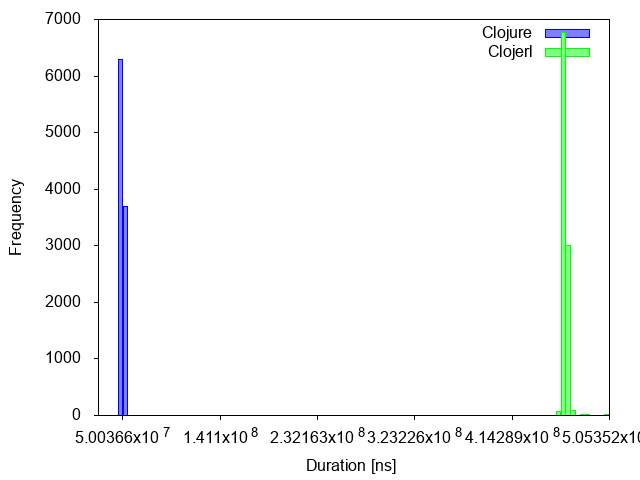 7000
6000
5000
4000
3000
2000
1000
0
Frequency
Clojure
Clojerl
5.00366x10 7
1.411x10 8
2.32163x10 8
3.23226x10 8
4.14289x10 8
5.05352x10
Duration [ns]